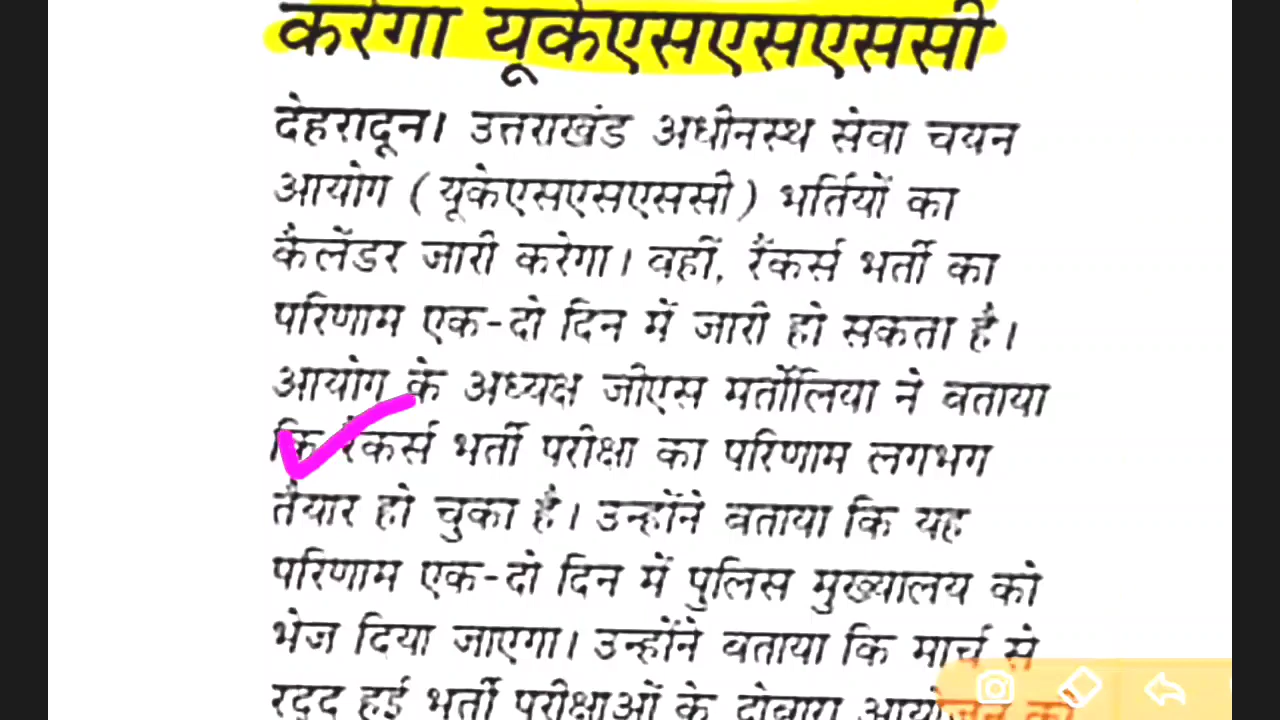 करेगा यूकेएसएसएससी
देहरादून। उत्तराखंड अधीनस्थ सेवा चयन
आयोग (यूकेएसएसएससी) भर्तियों का
कैलेंडर जारी करेगा। वहीं, रैंकर्स भर्ती का
परिणाम एक-दो दिन में जारी हो सकता है।
आयोग के अध्यक्ष जीएस मर्तोलिया ने बताया
कि रैंकर्स भर्ती परीक्षा का परिणाम लगभग
तैयार हो चुका है। उन्होंने बताया कि यह
परिणाम एक-दो दिन में पुलिस मुख्यालय को
भेज दिया जाएगा। उन्होंने बताया कि मार्च से
रद्द हुई भर्ती परीक्षाओं के दोबारा आयोजन की